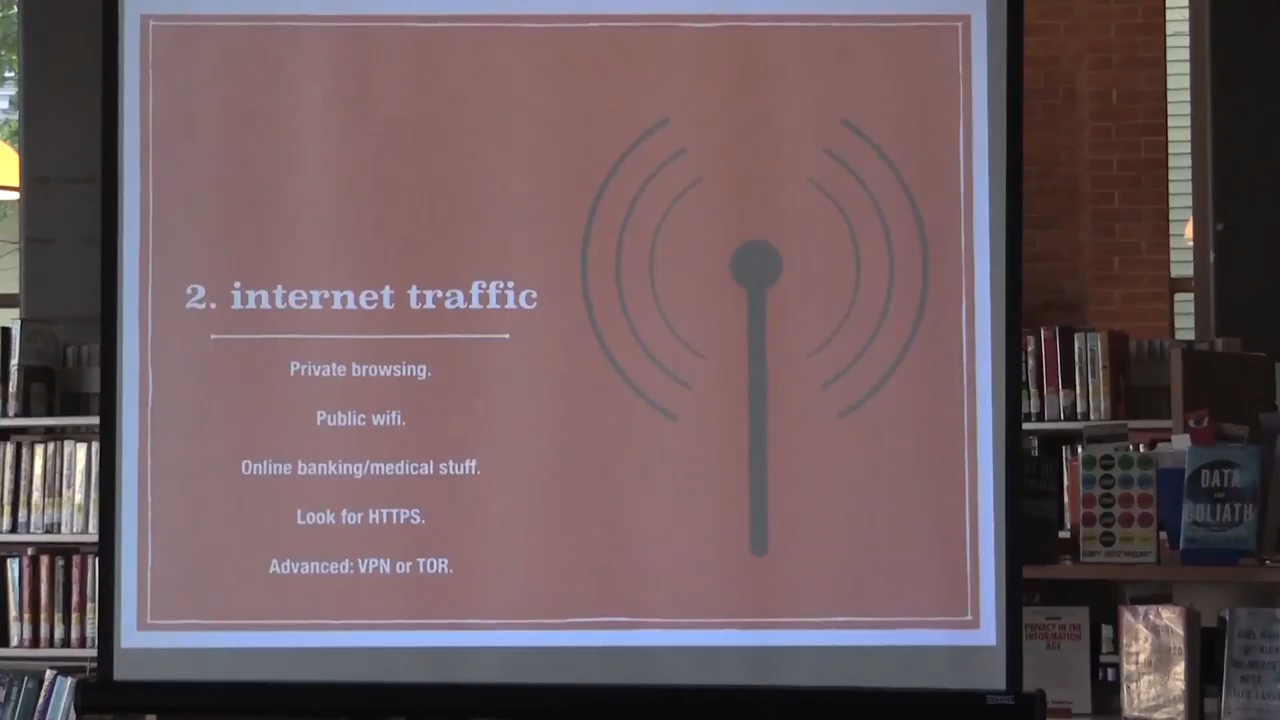 2. internet traffic
Private browsing.
Public wifi.
Online banking/medical stuff.
Look for HTTPS.
Advanced: VPN or TOR.
DATA
AND
GOLIATH
PRIVACY IN THE
INFORMATION
AGE